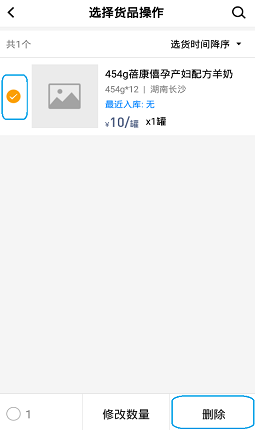 选择货品操作
共1个 选货时间降序
454g蓓康僖孕产妇配方羊奶
454g*12 | 湖南长沙
最近入库: 无
¥10/罐 x1罐
1 修改数量 删除